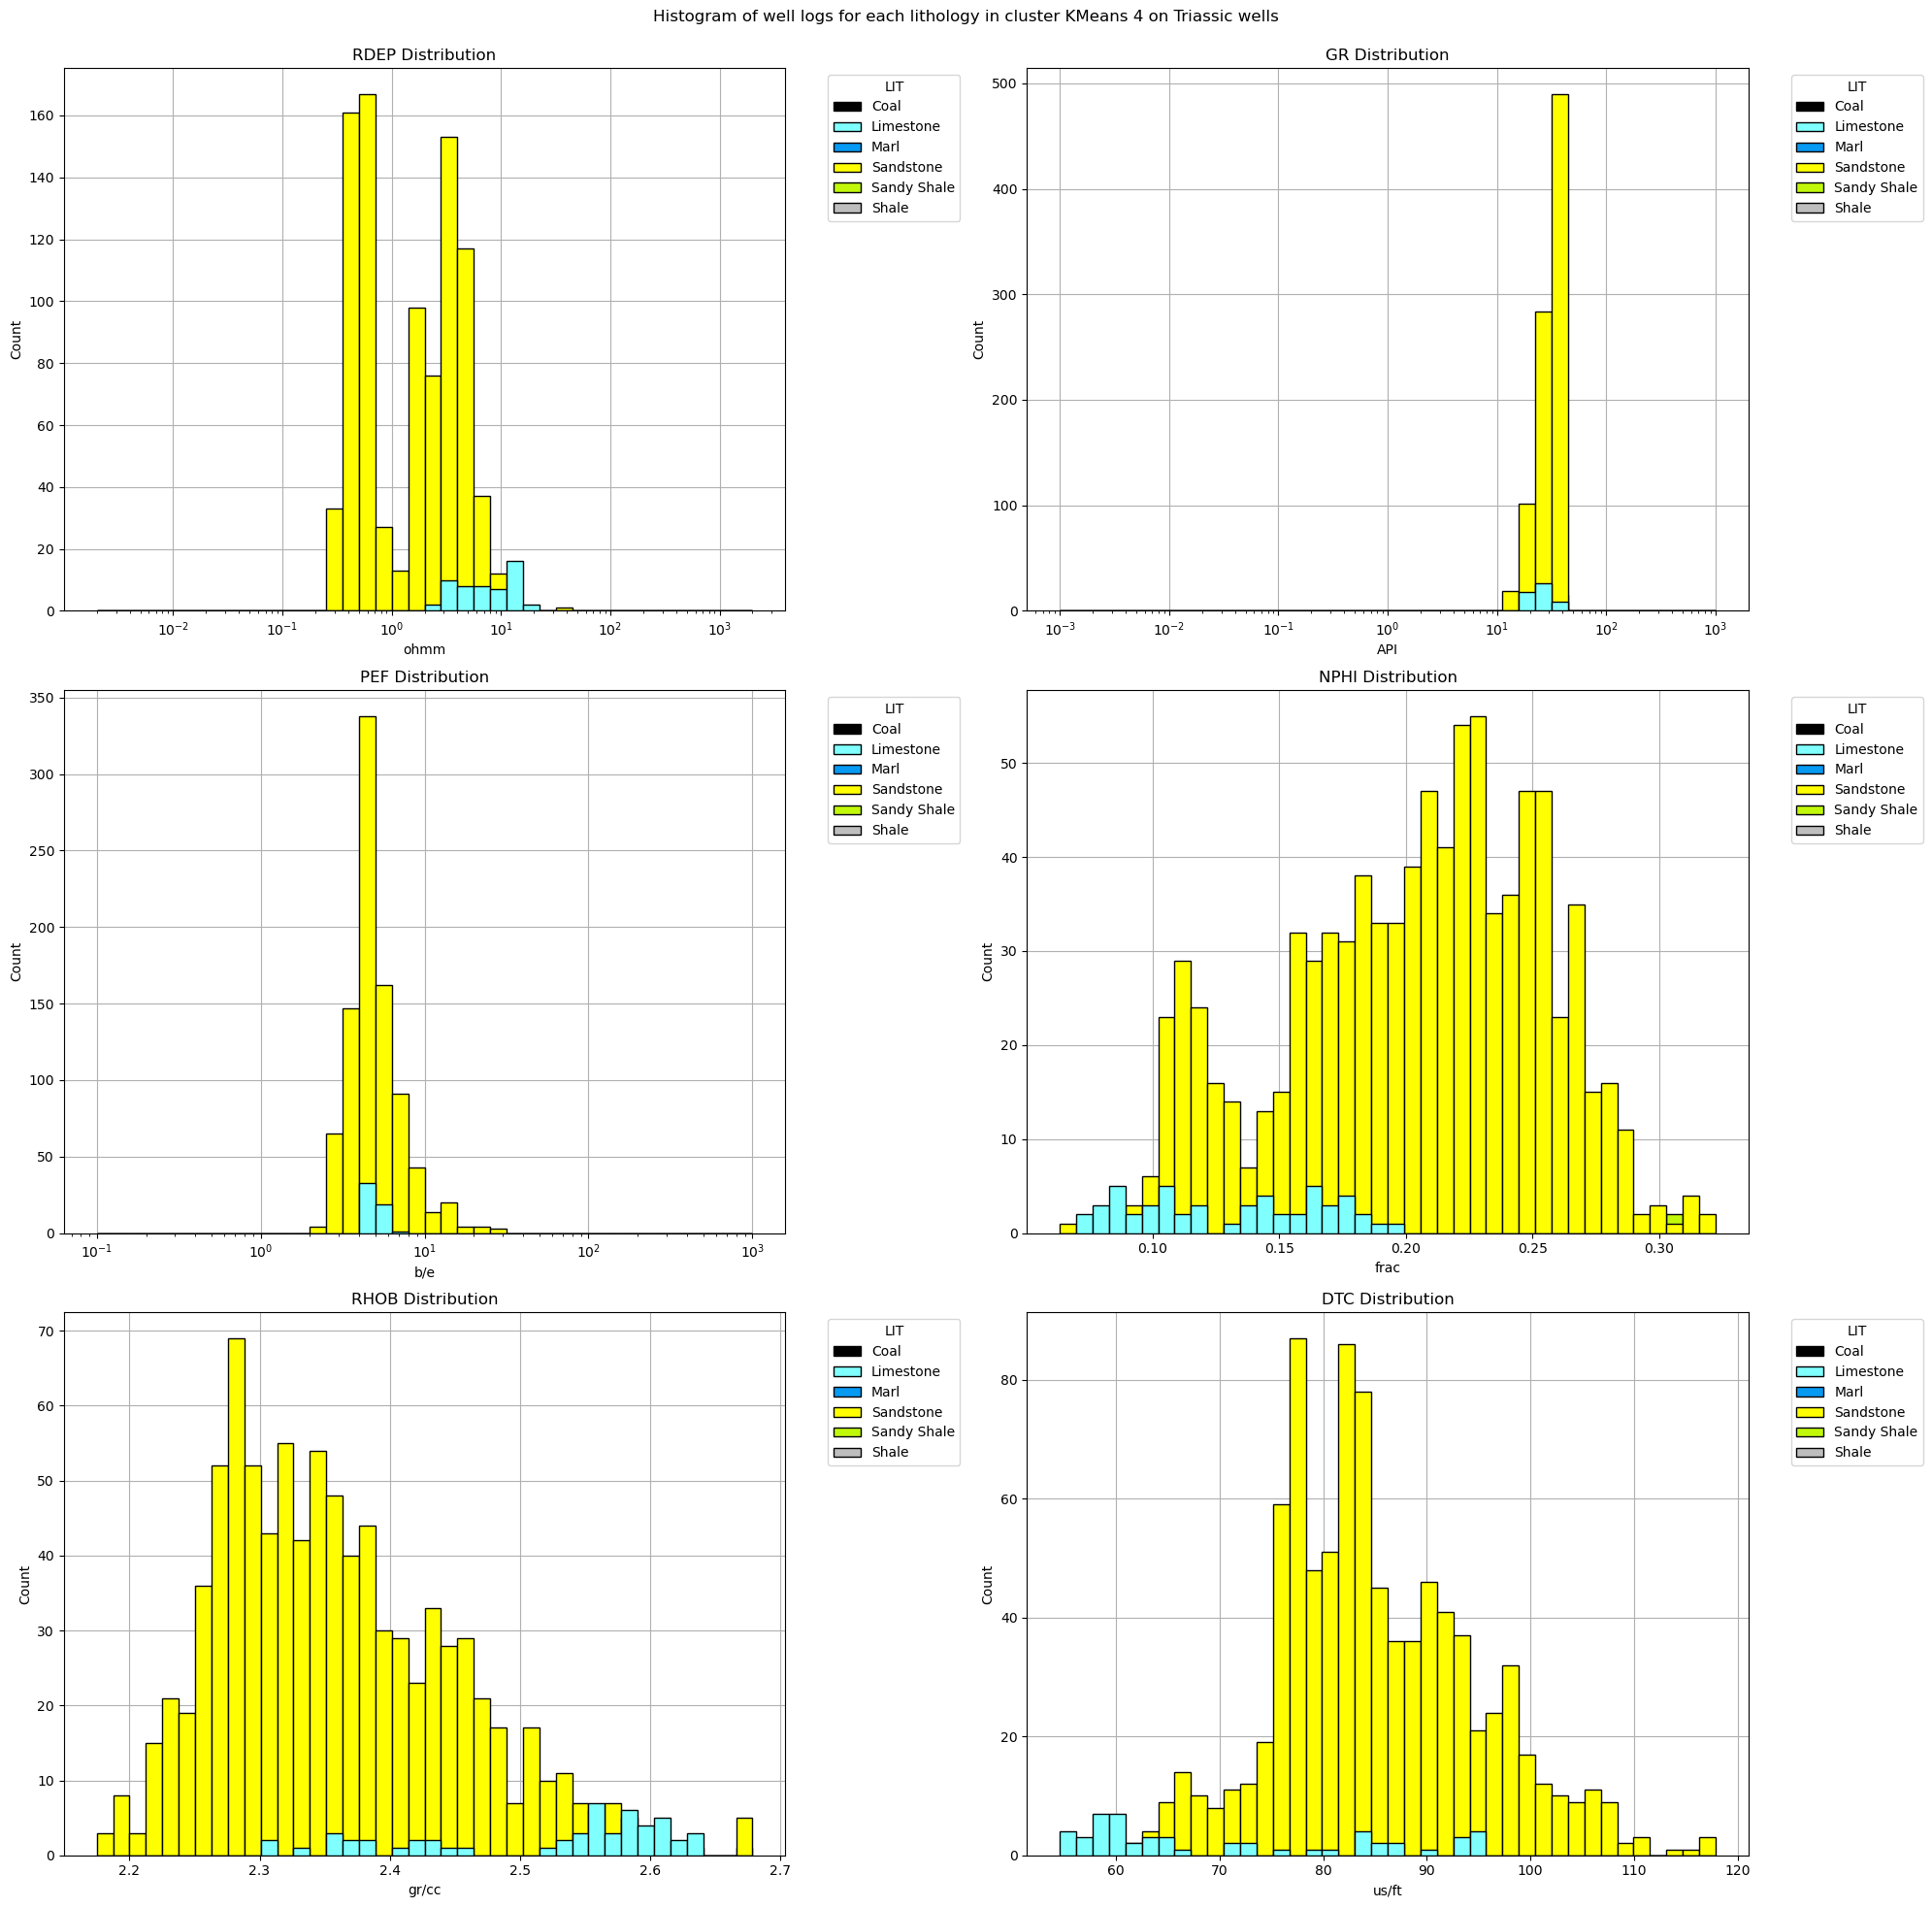 Histogram of well logs for each lithology in cluster KMeans 4 on Triassic wells
RDEP Distribution
Count
160
140
120
100
80
60
40
20
0
10⁻² 10⁻¹ 10⁰ 10¹ 10² 10³
ohmm
LIT
Coal
Limestone
Marl
Sandstone
Sandy Shale
Shale
GR Distribution
Count
500
400
300
200
100
0
10⁻³ 10⁻² 10⁻¹ 10⁰ 10¹ 10² 10³
API
LIT
Coal
Limestone
Marl
Sandstone
Sandy Shale
Shale
PEF Distribution
Count
350
300
250
200
150
100
50
0
10⁻¹ 10⁰ 10¹ 10² 10³
b/e
LIT
Coal
Limestone
Marl
Sandstone
Sandy Shale
Shale
NPHI Distribution
Count
50
40
30
20
10
0
0.10 0.15 0.20 0.25 0.30
frac
LIT
Coal
Limestone
Marl
Sandstone
Sandy Shale
Shale
RHOB Distribution
Count
70
60
50
40
30
20
10
0
2.2 2.3 2.4 2.5 2.6 2.7
gr/cc
LIT
Coal
Limestone
Marl
Sandstone
Sandy Shale
Shale
DTC Distribution
Count
80
60
40
20
0
60 70 80 90 100 110 120
us/ft
LIT
Coal
Limestone
Marl
Sandstone
Sandy Shale
Shale